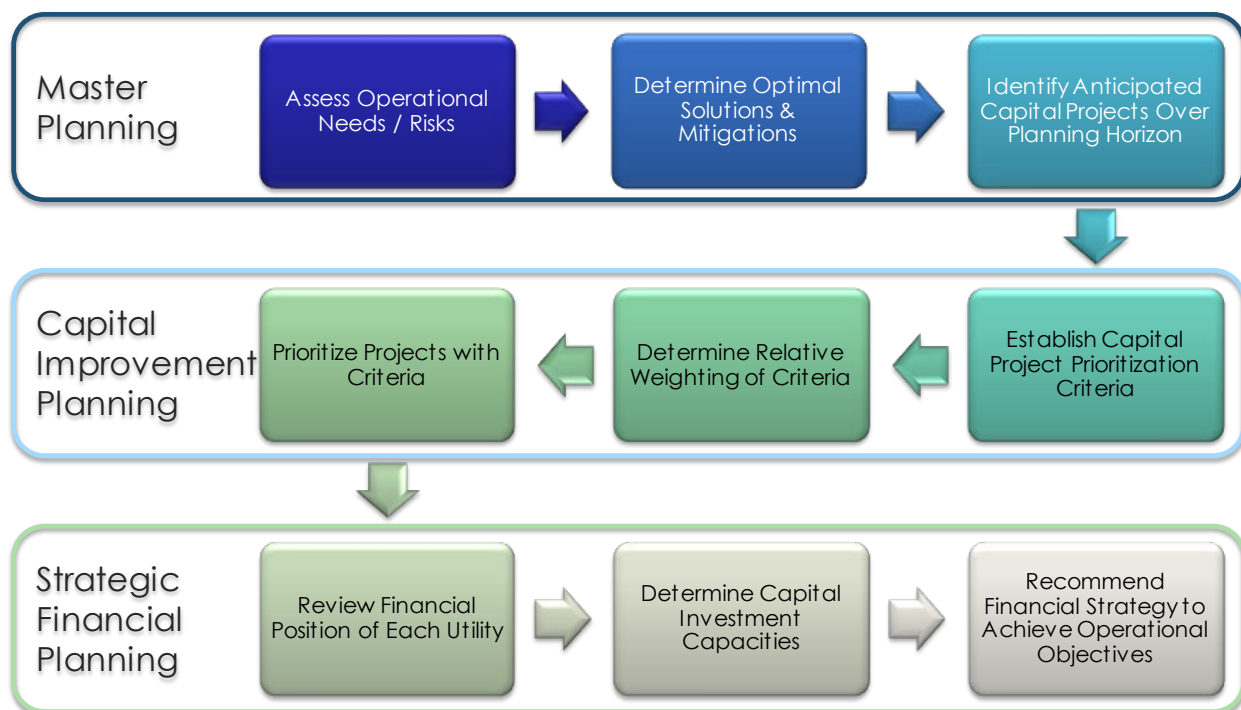 Master
Planning
Assess Operational
Needs / Risks
Determine Optimal
Solutions &
Mitigations
Identify Anticipated
Capital Projects Over
Planning Horizon
Capital
Improvement
Planning
Prioritize Projects with
Criteria
Determine Relative
Weighting of Criteria
Establish Capital
Project Prioritization
Criteria
Strategic
Financial
Planning
Review Financial
Position of Each Utility
Determine Capital
Investment
Capacities
Recommend
Financial Strategy to
Achieve Operational
Objectives